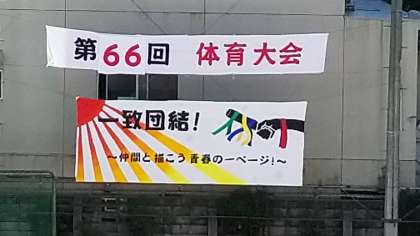 第66回 体育大会
一致団結!
～仲間と描こう青春の一ページ!～